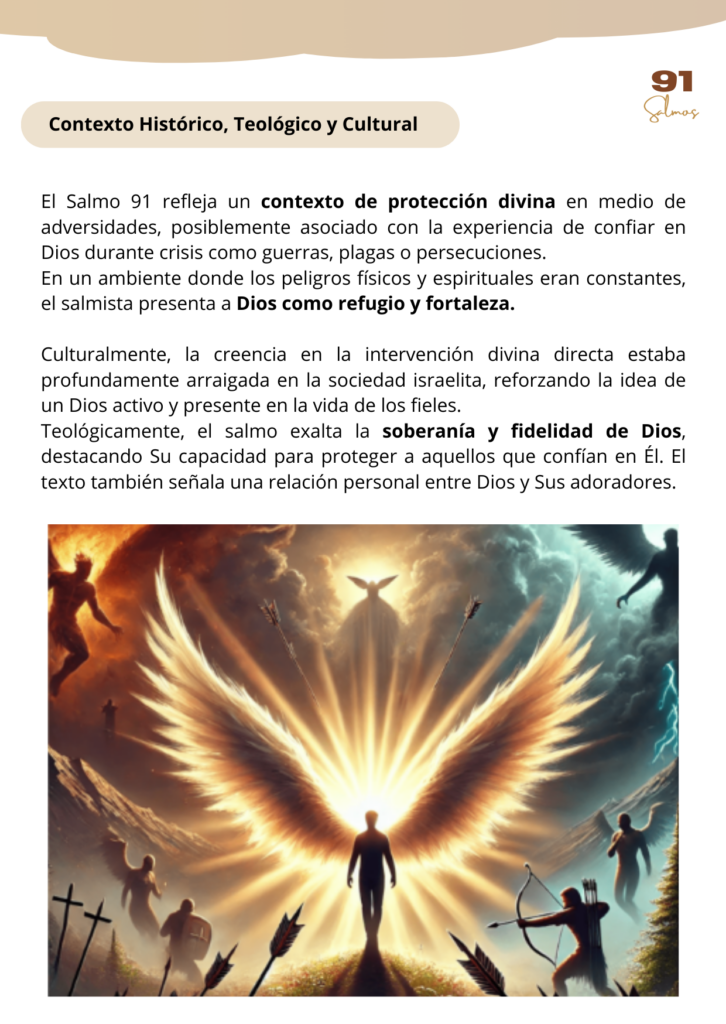 91
Salmos
Contexto Histórico, Teológico y Cultural
El Salmo 91 refleja un contexto de protección divina en medio de
adversidades, posiblemente asociado con la experiencia de confiar en
Dios durante crisis como guerras, plagas o persecuciones.
En un ambiente donde los peligros físicos y espirituales eran constantes,
el salmista presenta a Dios como refugio y fortaleza.
Culturalmente, la creencia en la intervención divina directa estaba
profundamente arraigada en la sociedad israelita, reforzando la idea de
un Dios activo y presente en la vida de los fieles.
Teológicamente, el salmo exalta la soberanía y fidelidad de Dios,
destacando Su capacidad para proteger a aquellos que confían en Él. El
texto también señala una relación personal entre Dios y Sus adoradores.